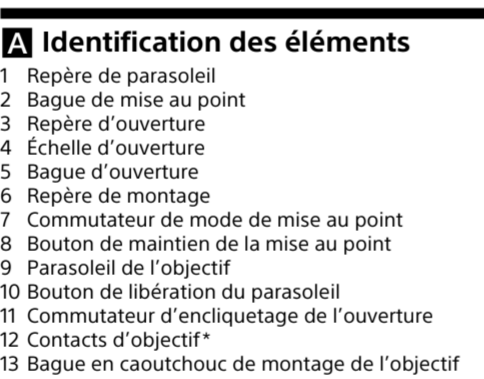 A Identification des éléments
1 Repère de parasoleil
2 Bague de mise au point
3 Repère d’ouverture
4 Échelle d’ouverture
5 Bague d’ouverture
6 Repère de montage
7 Commutateur de mode de mise au point
8 Bouton de maintien de la mise au point
9 Parasoleil de l’objectif
10 Bouton de libération du parasoleil
11 Commutateur d’encliquetage de l’ouverture
12 Contacts d’objectif*
13 Bague en caoutchouc de montage de l’objectif